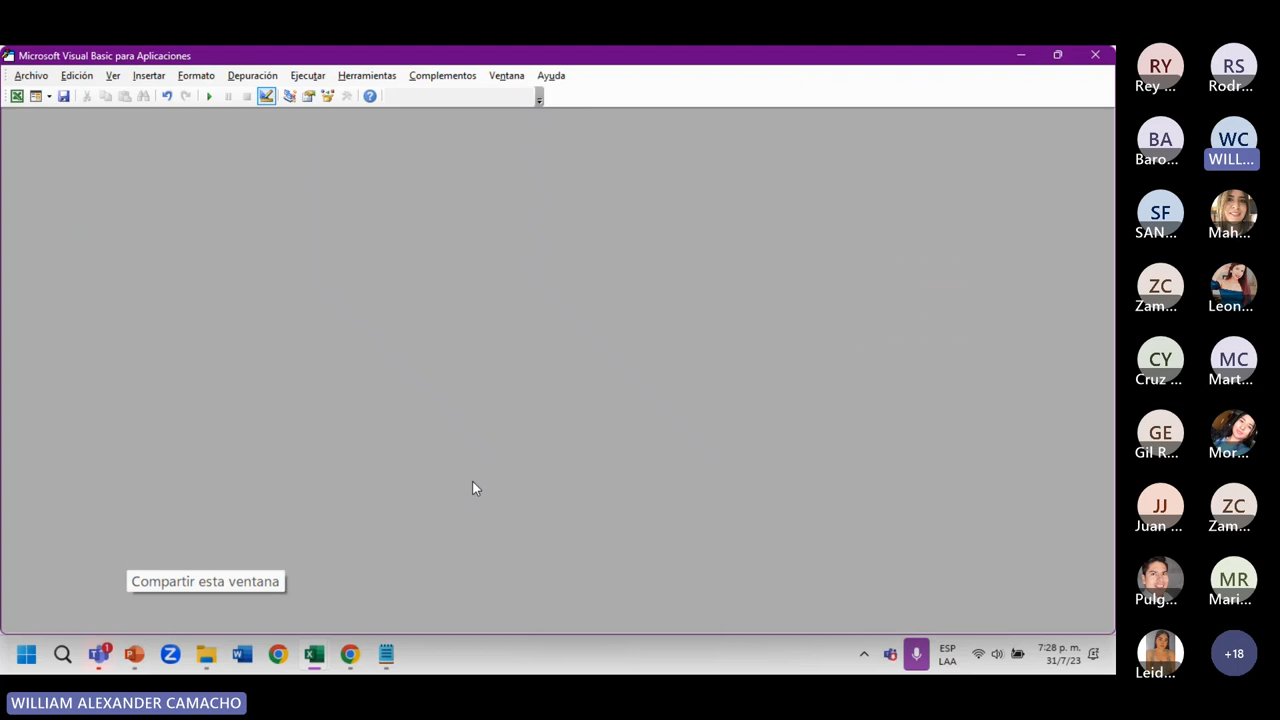 Microsoft Visual Basic para Aplicaciones
Archivo Edición Ver Insertar Formato Depuración Ejecutar Herramientas Complementos Ventana Ayuda
Compartir esta ventana
ESP
LAA
7:28 p. m.
31/7/23
WILLIAM ALEXANDER CAMACHO
RY
Rey ...
RS
Rodr...
BA
Baro...
WC
WILL...
SF
SAN...
Mah...
ZC
Zam...
Leon...
CY
Cruz ...
MC
Mart...
GE
Gil R...
Mor...
JJ
Juan ...
ZC
Zam...
Pulg...
MR
Mari...
Leid...
+18